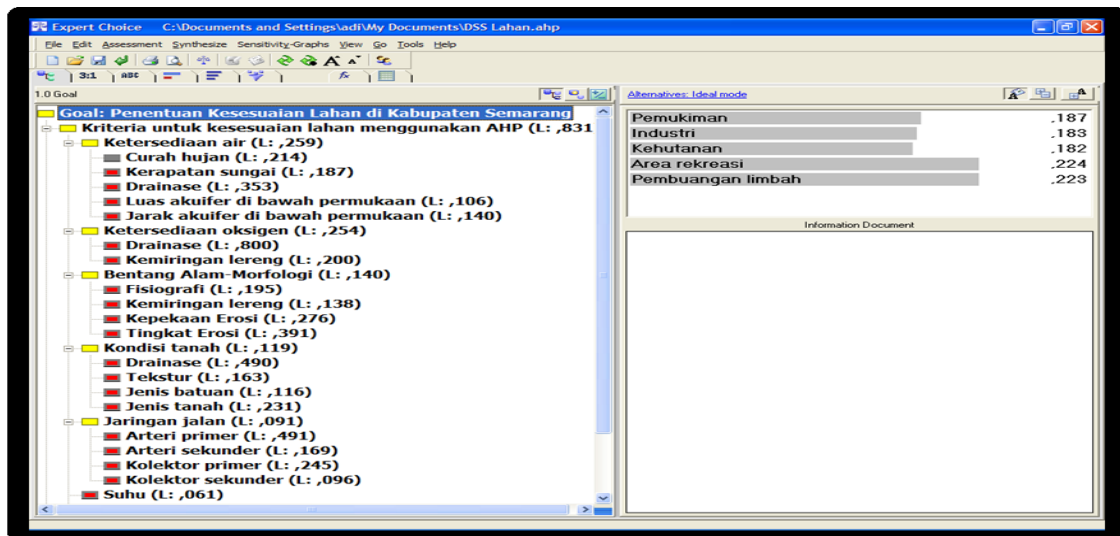 Expert Choice C:\Documents and Settings\adi\My Documents\DSS Lahan.ahp
File Edit Assessment Synthesize Sensitivity-Graphs View Go Tools Help
3:1 ABC fx
1.0 Goal
Goal: Penentuan Kesesuaian Lahan di Kabupaten Semarang
Kriteria untuk kesesuaian lahan menggunakan AHP (L: ,831
Ketersediaan air (L: ,259)
Curah hujan (L: ,214)
Kerapatan sungai (L: ,187)
Drainase (L: ,353)
Luas akuifer di bawah permukaan (L: ,106)
Jarak akuifer di bawah permukaan (L: ,140)
Ketersediaan oksigen (L: ,254)
Drainase (L: ,800)
Kemiringan lereng (L: ,200)
Bentang Alam-Morfologi (L: ,140)
Fisiografi (L: ,195)
Kemiringan lereng (L: ,138)
Kepekaan Erosi (L: ,276)
Tingkat Erosi (L: ,391)
Kondisi tanah (L: ,119)
Drainase (L: ,490)
Tekstur (L: ,163)
Jenis batuan (L: ,116)
Jenis tanah (L: ,231)
Jaringan jalan (L: ,091)
Arteri primer (L: ,491)
Arteri sekunder (L: ,169)
Kolektor primer (L: ,245)
Kolektor sekunder (L: ,096)
Suhu (L: ,061)
Alternatives: Ideal mode
Pemukiman ,187
Industri ,183
Kehutanan ,182
Area rekreasi ,224
Pembuangan limbah ,223
Information Document